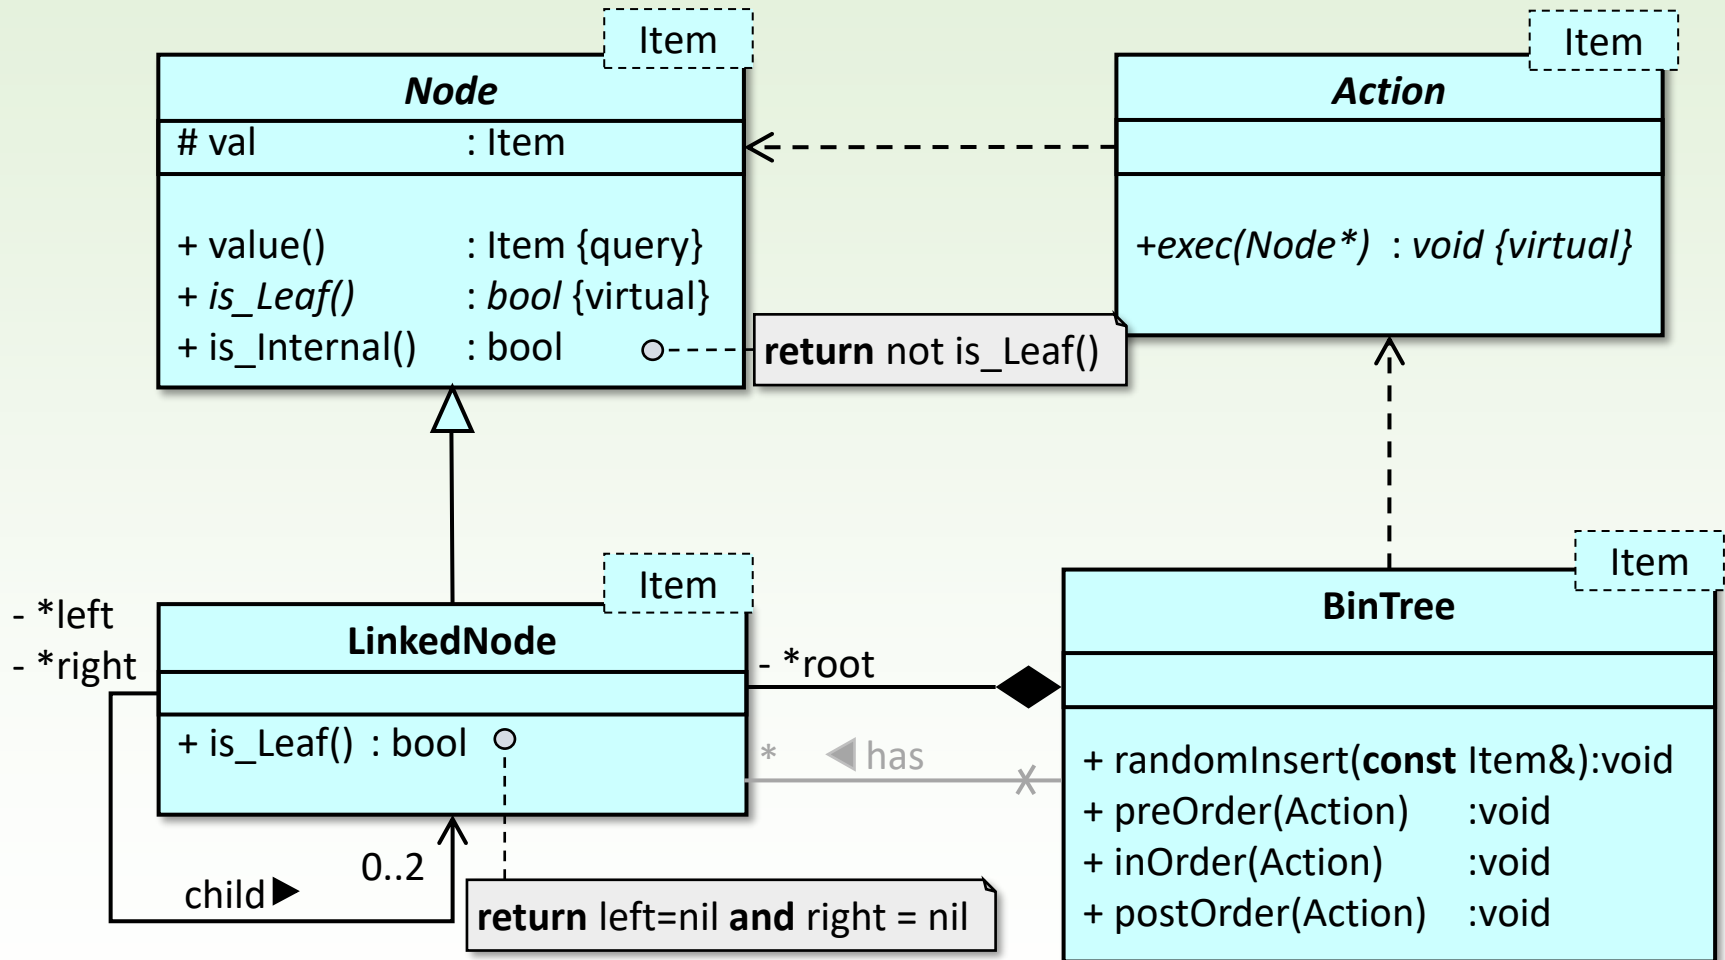 Item
Node
# val : Item
+ value() : Item {query}
+ is_Leaf() : bool {virtual}
+ is_Internal() : bool
return not is_Leaf()
Item
Action
+exec(Node*) : void {virtual}
Item
LinkedNode
+ is_Leaf() : bool
- *left
- *right
child ▶
0..2
return left=nil and right = nil
- *root
* ◀ has
Item
BinTree
+ randomInsert(const Item&):void
+ preOrder(Action) :void
+ inOrder(Action) :void
+ postOrder(Action) :void